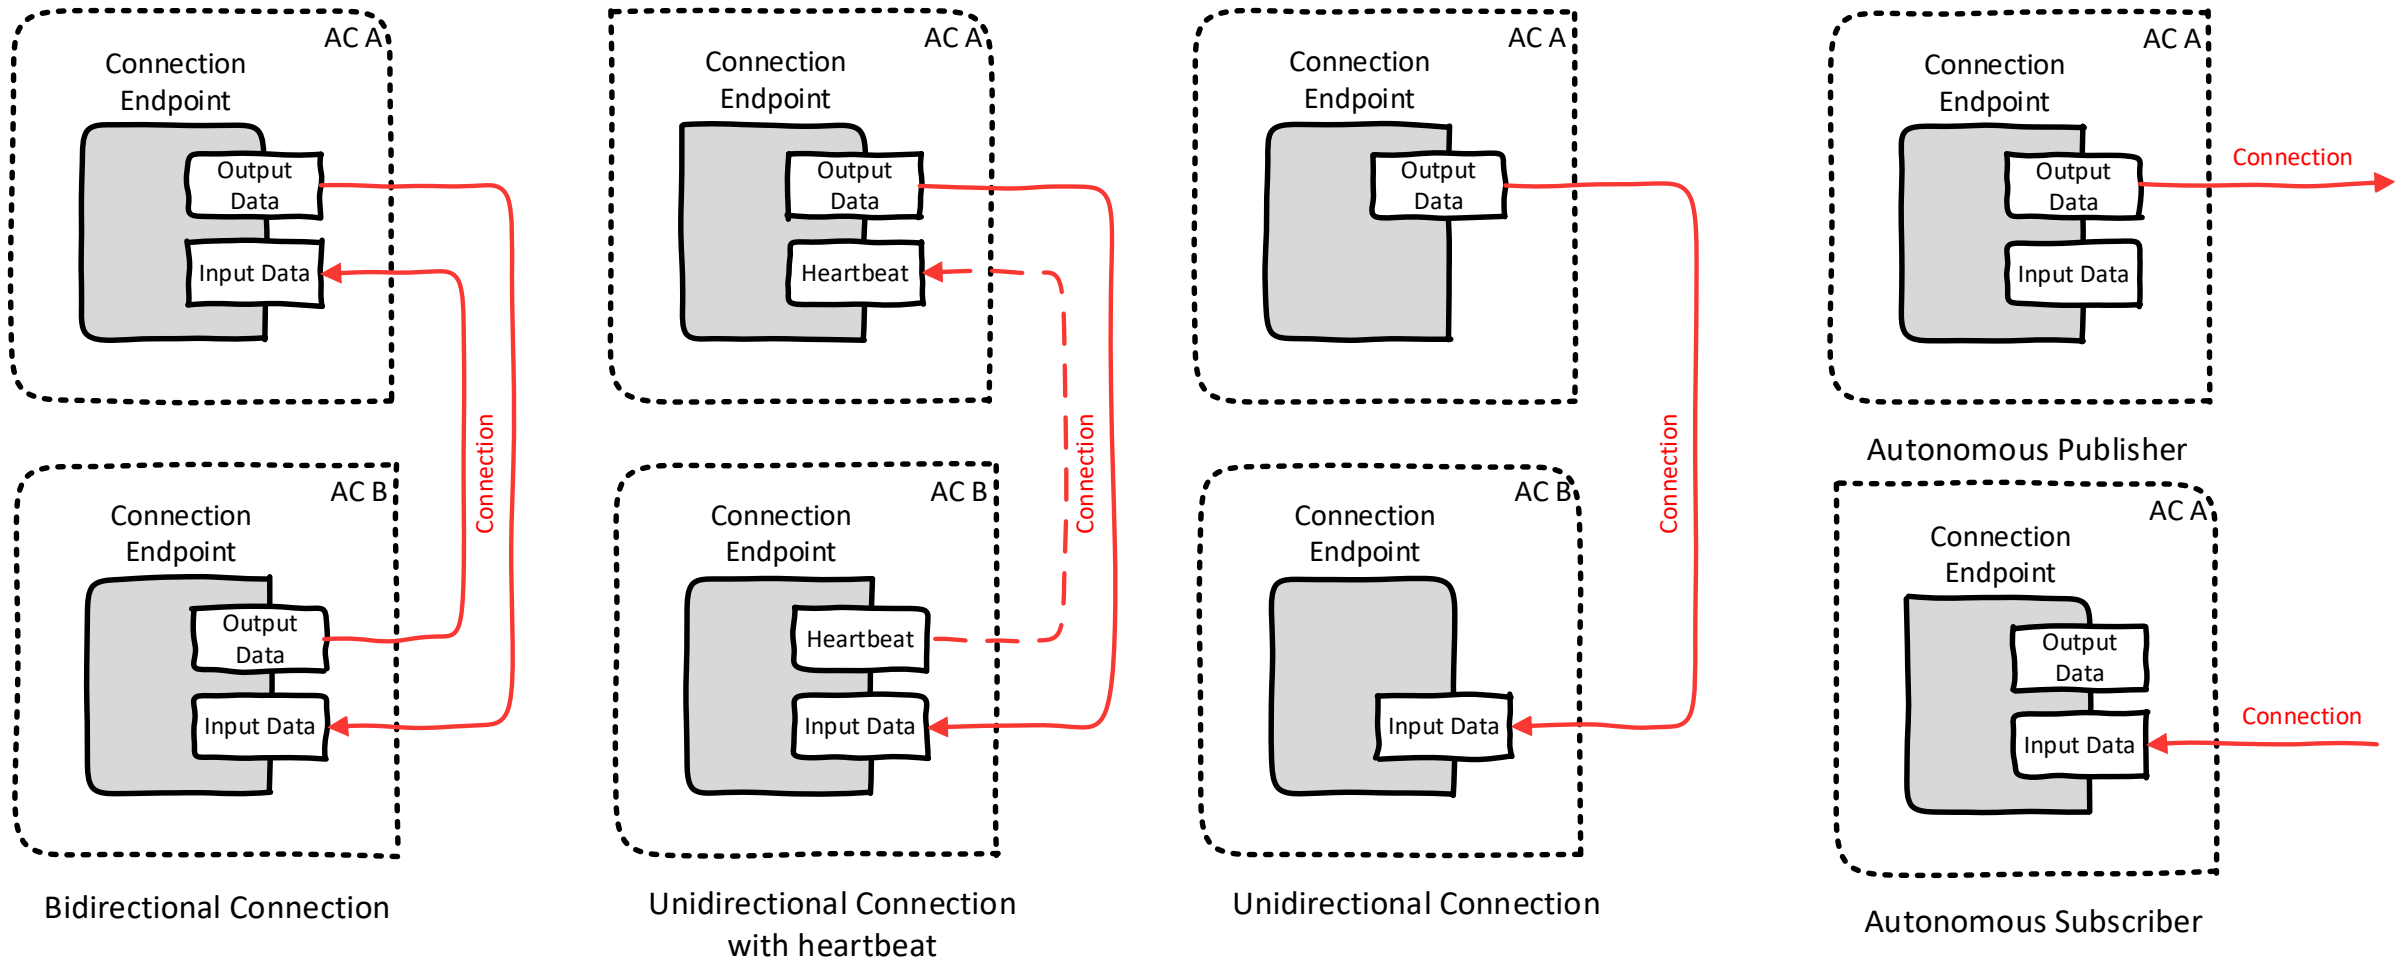 AC A
Connection
Endpoint
Output
Data
Input Data
Connection
AC B
Connection
Endpoint
Output
Data
Input Data
Bidirectional Connection
AC A
Connection
Endpoint
Output
Data
Heartbeat
Connection
AC B
Connection
Endpoint
Heartbeat
Input Data
Unidirectional Connection
with heartbeat
AC A
Connection
Endpoint
Output
Data
Connection
AC B
Connection
Endpoint
Input Data
Unidirectional Connection
AC A
Connection
Endpoint
Output
Data
Input Data
Connection
Autonomous Publisher
AC A
Connection
Endpoint
Output
Data
Input Data
Connection
Autonomous Subscriber